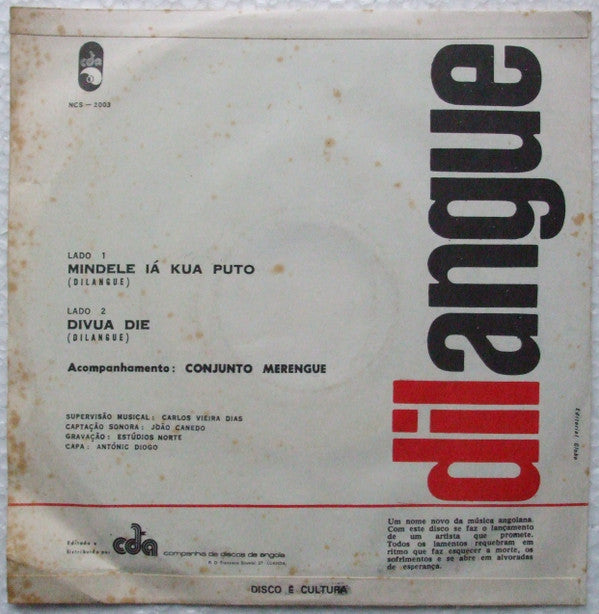 cda
NCS - 2003
dilangue
LADO 1
MINDELE IÁ KUA PUTO
(DILANGUE)
LADO 2
DIVUA DIE
(DILANGUE)
Acompanhamento: CONJUNTO MERENGUE
SUPERVISÃO MUSICAL: CARLOS VIEIRA DIAS
CAPTAÇÃO SONORA: JOÃO CANEDO
GRAVAÇÃO: ESTÚDIOS NORTE
CAPA: ANTÓNIO DIOGO
Editorial
Um nome novo da música angolana.
Com este disco se faz o lançamento
de um artista que promete.
Todos os lamentos requebram em
ritmo que faz esquecer a morte, os
sofrimentos e se abre em alvoradas
de esperança.
Editado e
Distribuído por
cda
companhia de discos de angola
LUANDA
DISCO É CULTURA